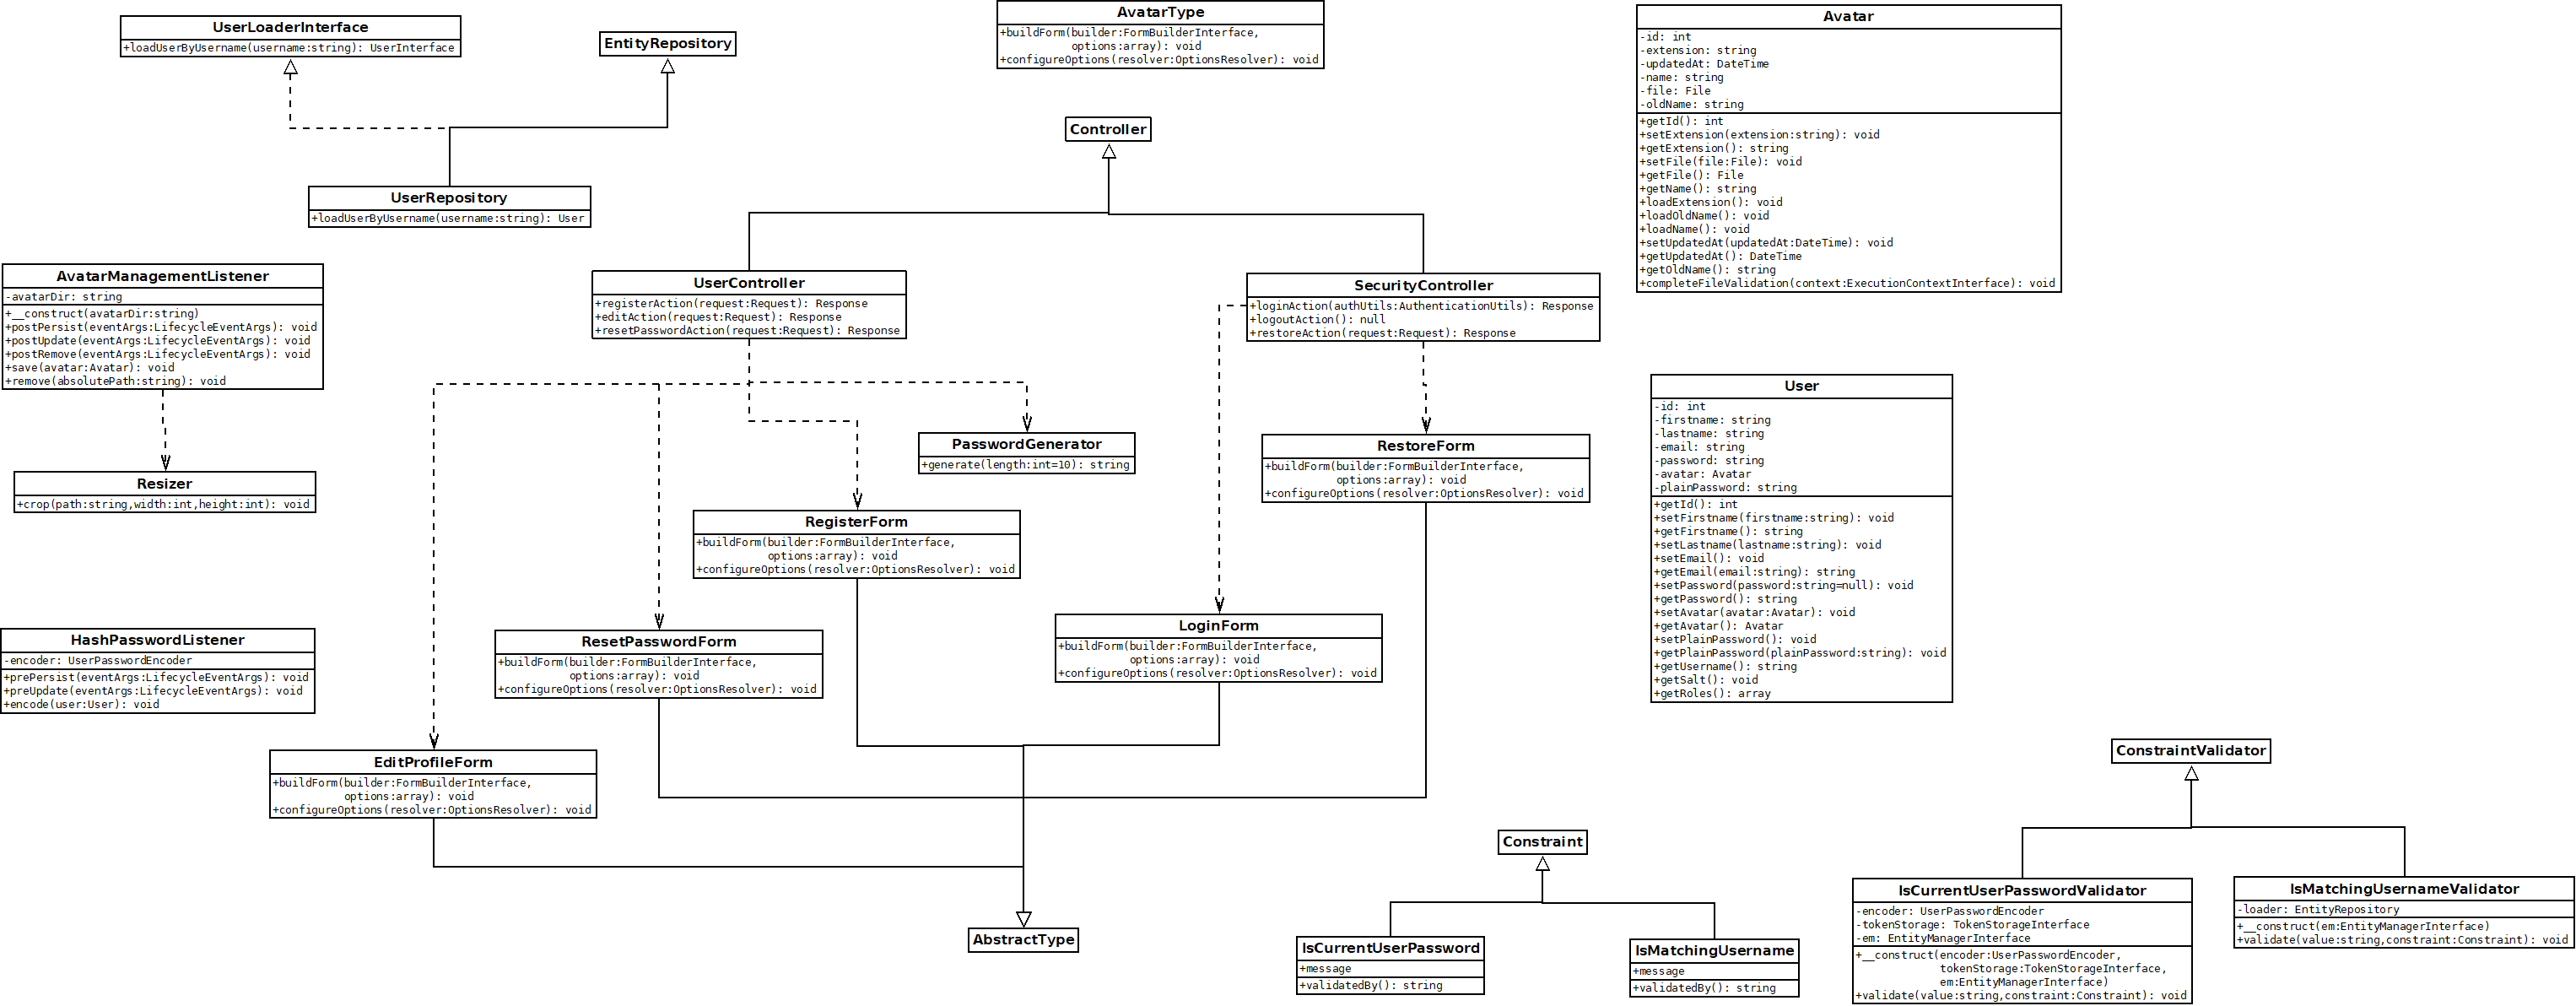 UserLoaderInterface
+loadUserByUsername(username:string): UserInterface
EntityRepository
AvatarType
+buildForm(builder:FormBuilderInterface,
options:array): void
+configureOptions(resolver:OptionsResolver): void
Avatar
-id: int
-extension: string
-updatedAt: DateTime
-name: string
-file: File
-oldName: string
+getId(): int
+setExtension(extension:string): void
+getExtension(): string
+setFile(file:File): void
+getFile(): File
+getName(): string
+loadExtension(): void
+loadOldName(): void
+loadName(): void
+setUpdatedAt(updatedAt:DateTime): void
+getUpdatedAt(): DateTime
+getOldName(): string
+completeFileValidation(context:ExecutionContextInterface): void
Controller
UserRepository
+loadUserByUsername(username:string): User
AvatarManagementListener
-avatarDir: string
+__construct(avatarDir:string)
+postPersist(eventArgs:LifecycleEventArgs): void
+postUpdate(eventArgs:LifecycleEventArgs): void
+postRemove(eventArgs:LifecycleEventArgs): void
+save(avatar:Avatar): void
+remove(absolutePath:string): void
UserController
+registerAction(request:Request): Response
+editAction(request:Request): Response
+resetPasswordAction(request:Request): Response
SecurityController
+loginAction(authUtils:AuthenticationUtils): Response
+logoutAction(): null
+restoreAction(request:Request): Response
User
-id: int
-firstname: string
-lastname: string
-email: string
-password: string
-avatar: Avatar
-plainPassword: string
+getId(): int
+setFirstname(firstname:string): void
+getFirstname(): string
+setLastname(lastname:string): void
+setEmail(): void
+getEmail(email:string): string
+setPassword(password:string=null): void
+getPassword(): string
+setAvatar(avatar:Avatar): void
+getAvatar(): Avatar
+setPlainPassword(): void
+getPlainPassword(plainPassword:string): void
+getUsername(): string
+getSalt(): void
+getRoles(): array
PasswordGenerator
+generate(length:int=10): string
RestoreForm
+buildForm(builder:FormBuilderInterface,
options:array): void
+configureOptions(resolver:OptionsResolver): void
Resizer
+crop(path:string,width:int,height:int): void
RegisterForm
+buildForm(builder:FormBuilderInterface,
options:array): void
+configureOptions(resolver:OptionsResolver): void
HashPasswordListener
-encoder: UserPasswordEncoder
+prePersist(eventArgs:LifecycleEventArgs): void
+preUpdate(eventArgs:LifecycleEventArgs): void
+encode(user:User): void
ResetPasswordForm
+buildForm(builder:FormBuilderInterface,
options:array): void
+configureOptions(resolver:OptionsResolver): void
LoginForm
+buildForm(builder:FormBuilderInterface,
options:array): void
+configureOptions(resolver:OptionsResolver): void
EditProfileForm
+buildForm(builder:FormBuilderInterface,
options:array): void
+configureOptions(resolver:OptionsResolver): void
ConstraintValidator
Constraint
AbstractType
IsCurrentUserPassword
+message
+validatedBy(): string
IsMatchingUsername
+message
+validatedBy(): string
IsCurrentUserPasswordValidator
-encoder: UserPasswordEncoder
-tokenStorage: TokenStorageInterface
-em: EntityManagerInterface
+__construct(encoder:UserPasswordEncoder,
tokenStorage:TokenStorageInterface,
em:EntityManagerInterface)
+validate(value:string,constraint:Constraint): void
IsMatchingUsernameValidator
-loader: EntityRepository
+__construct(em:EntityManagerInterface)
+validate(value:string,constraint:Constraint): void